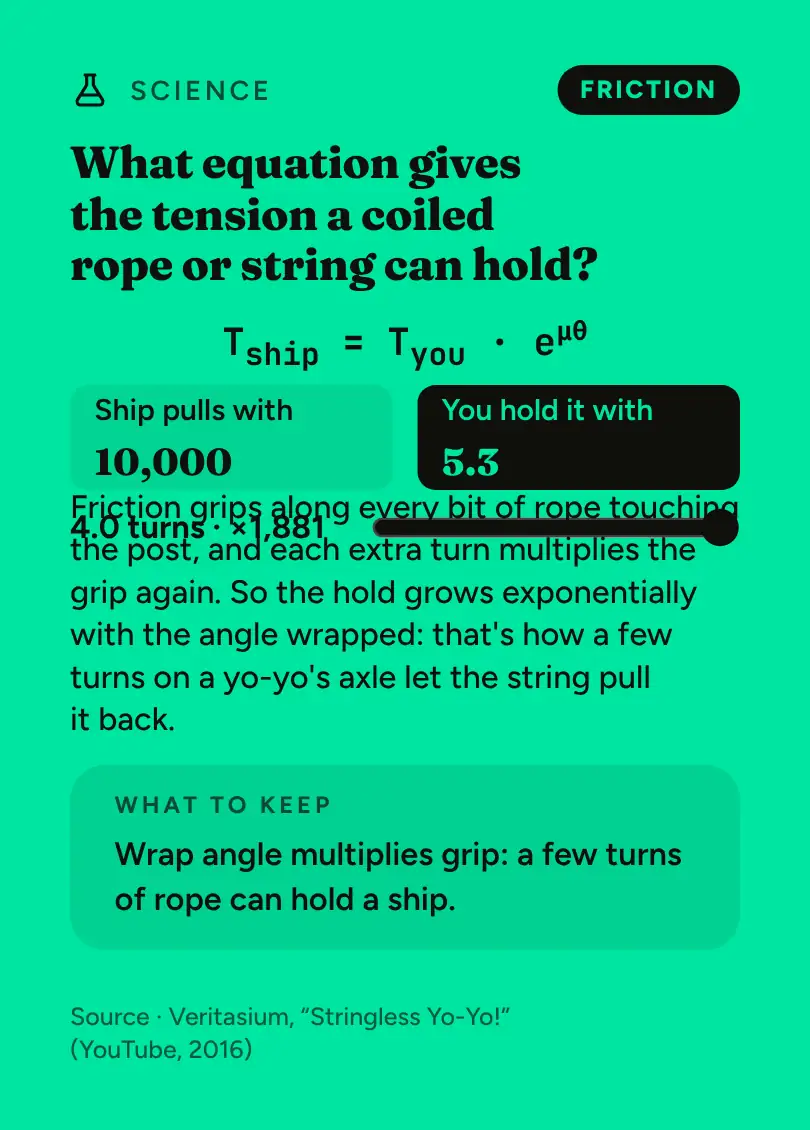 SCIENCE
FRICTION
What equation gives
the tension a coiled
rope or string can hold?
T_ship = T_you · e^μθ
Ship pulls with
10,000
You hold it with
5.3
4.0 turns · ×1,881
Friction grips along every bit of rope touching
the post, and each extra turn multiplies the
grip again. So the hold grows exponentially
with the angle wrapped: that's how a few
turns on a yo-yo's axle let the string pull
it back.
WHAT TO KEEP
Wrap angle multiplies grip: a few turns
of rope can hold a ship.
Source · Veritasium, “Stringless Yo-Yo!”
(YouTube, 2016)